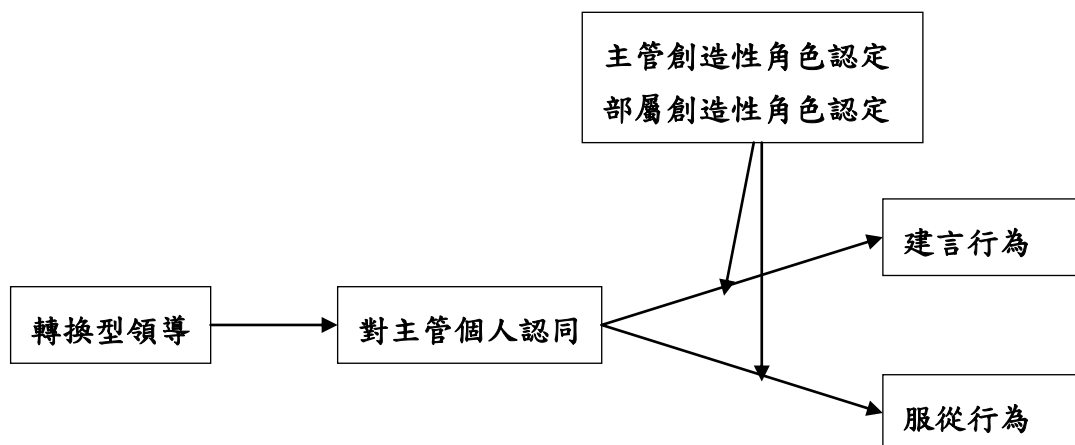 主管創造性角色認定
部屬創造性角色認定
建言行為
轉換型領導
對主管個人認同
服從行為